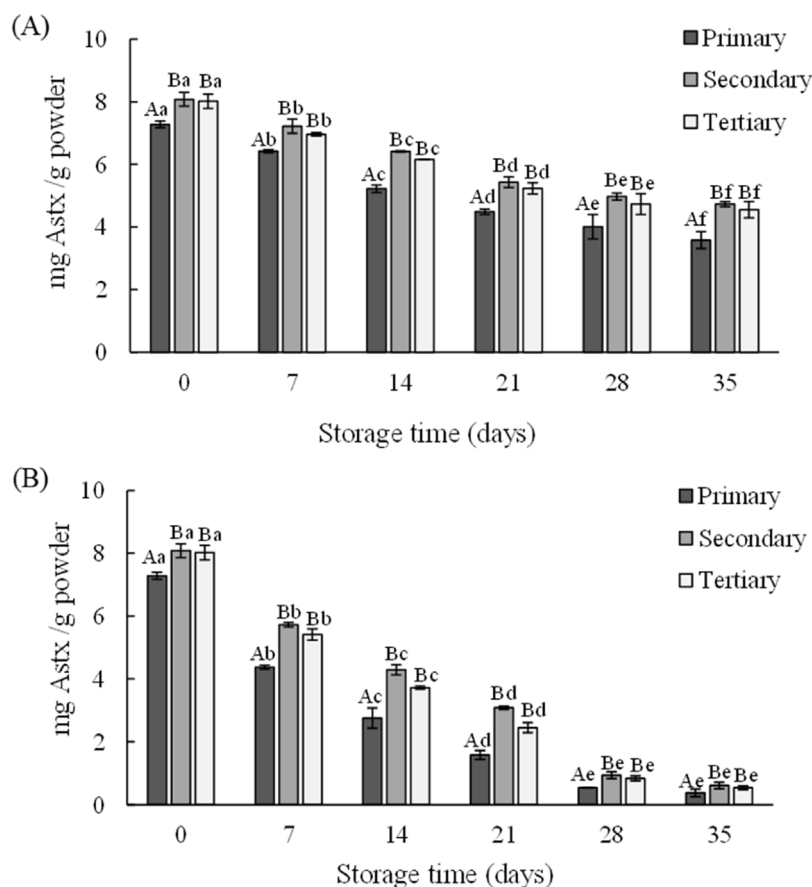 (A)
10
8
6
4
2
0
mg Astx /g powder
Primary
Secondary
Tertiary
Aa Ba Ba
Ab Bb Bb
Ac Bc Bc
Ad Bd Bd
Ae Be Be
Af Bf Bf
0 7 14 21 28 35
Storage time (days)
(B)
10
8
6
4
2
0
mg Astx /g powder
Primary
Secondary
Tertiary
Aa Ba Ba
Ab Bb Bb
Ac Bc Bc
Ad Bd Bd
Ae Be Be
Ae Be Be
0 7 14 21 28 35
Storage time (days)